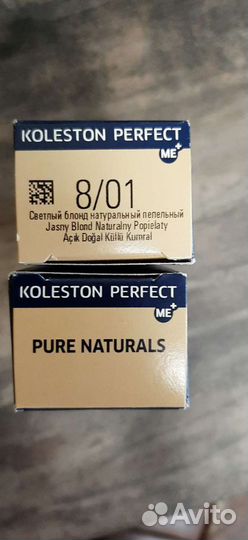 KOLESTON PERFECT
ME+
8/01
Светлый блонд натуральный пепельный
Jasny Blond Naturalny Popielaty
Açik Doğal Küllü Kumral
KOLESTON PERFECT
ME+
PURE NATURALS
Avito